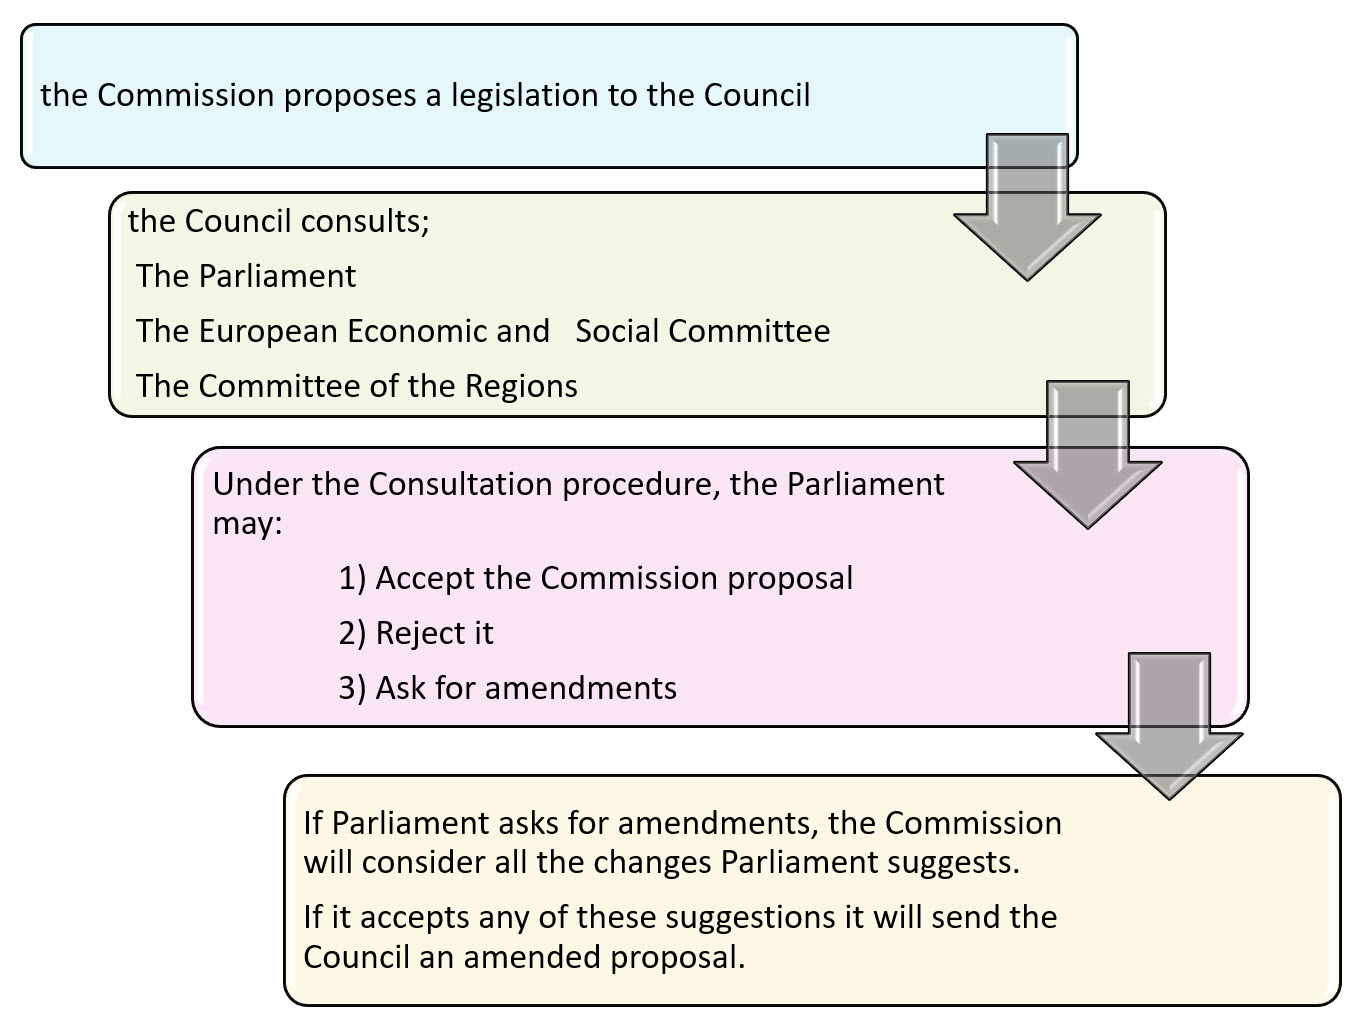 the Commission proposes a legislation to the Council
the Council consults;
The Parliament
The European Economic and   Social Committee
The Committee of the Regions
Under the Consultation procedure, the Parliament
may:
1) Accept the Commission proposal
2) Reject it
3) Ask for amendments
If Parliament asks for amendments, the Commission
will consider all the changes Parliament suggests.
If it accepts any of these suggestions it will send the
Council an amended proposal.